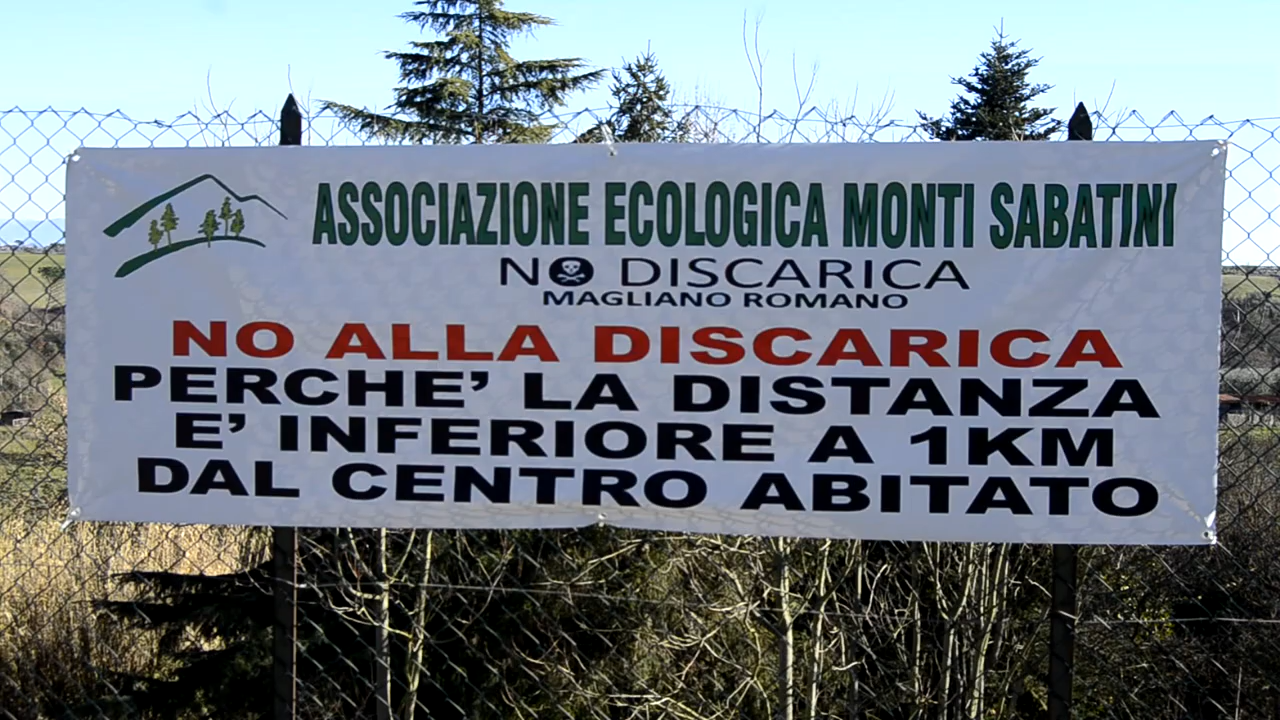 ASSOCIAZIONE ECOLOGICA MONTI SABATINI
NO DISCARICA
MAGLIANO ROMANO
NO ALLA DISCARICA
PERCHE' LA DISTANZA
E' INFERIORE A 1KM
DAL CENTRO ABITATO